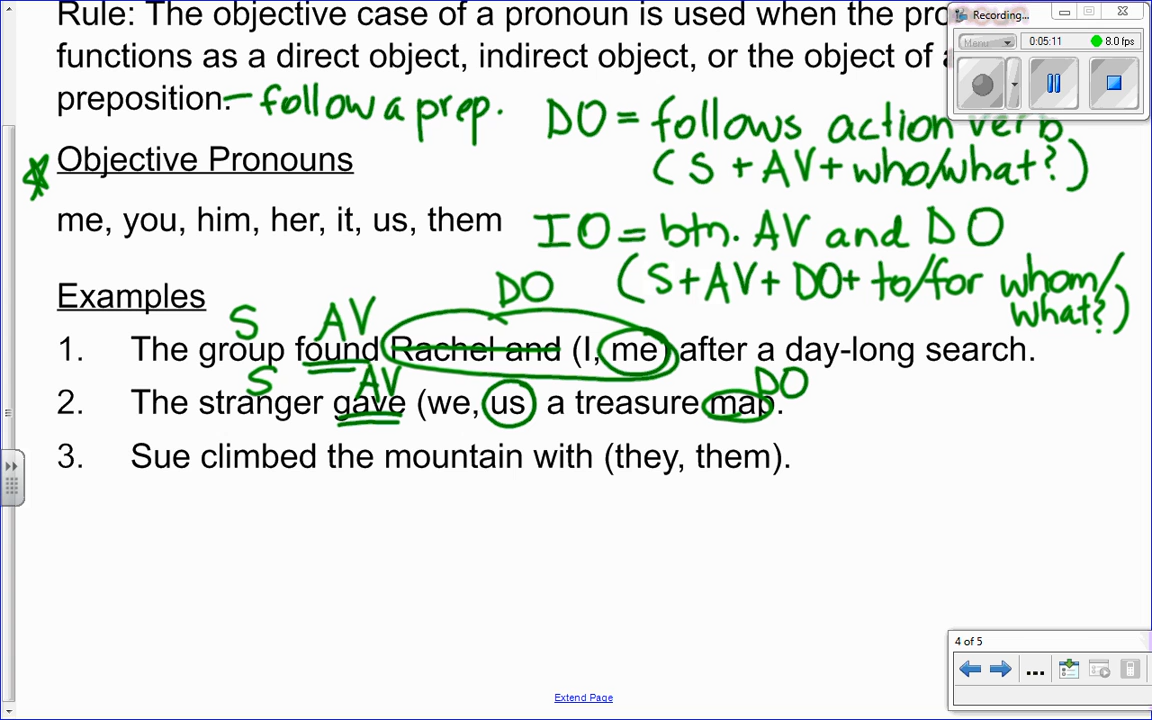 Rule: The objective case of a pronoun is used when the pronoun
Recording...
functions as a direct object, indirect object, or the object of a
Menu 0:05:11 8.0 fps
preposition. – follow a prep. DO = follows action verb
(S + AV + who/what?)
Objective Pronouns
me, you, him, her, it, us, them
IO = btn. AV and DO
(S + AV + DO + to/for whom/
what?)
Examples
S AV DO
1. The group found Rachel and (I, me) after a day-long search.
S AV DO
2. The stranger gave (we, us) a treasure map.
3. Sue climbed the mountain with (they, them).
4 of 5
...
Extend Page